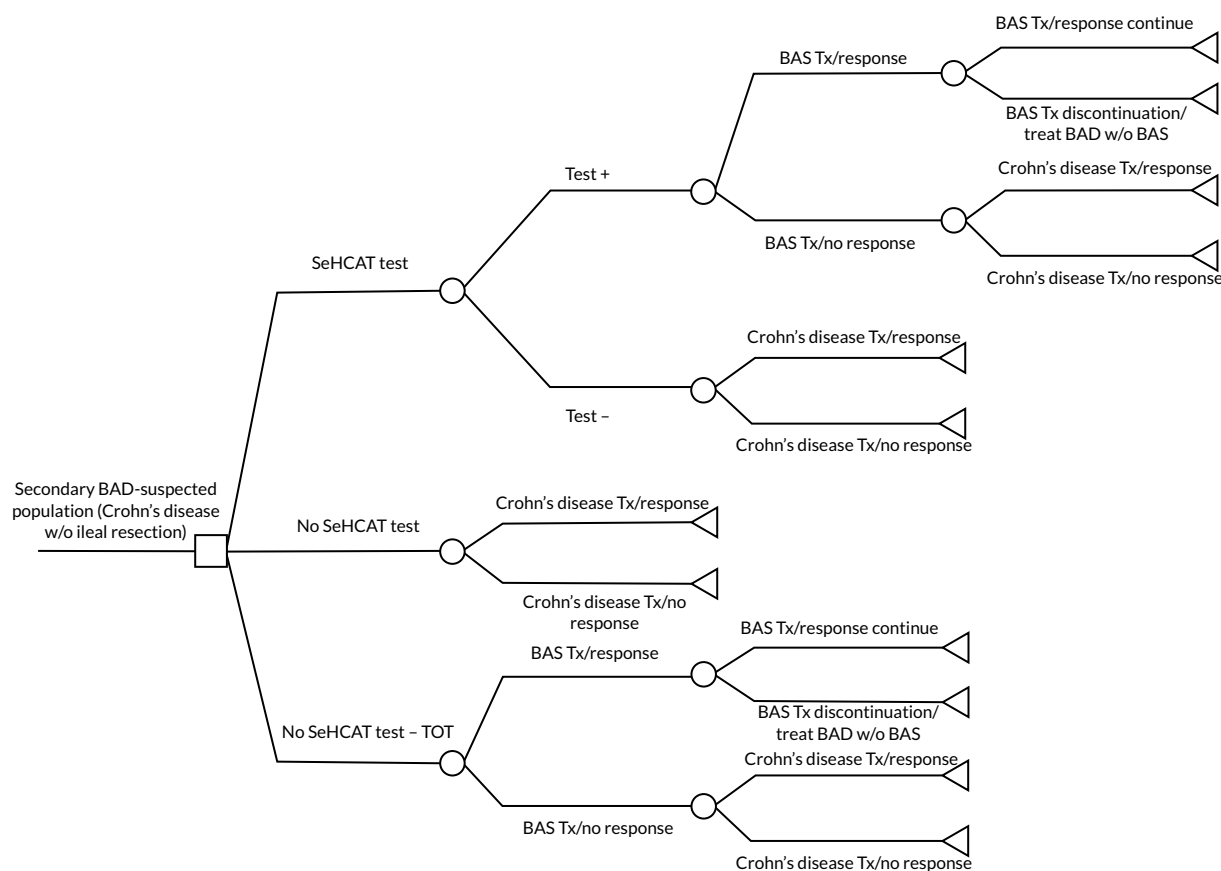 BAS Tx/response continue
BAS Tx/response
BAS Tx discontinuation/
treat BAD w/o BAS
Test +
Crohn’s disease Tx/response
BAS Tx/no response
Crohn’s disease Tx/no response
SeHCAT test
Crohn’s disease Tx/response
Test –
Crohn’s disease Tx/no response
Secondary BAD-suspected
population (Crohn’s disease
w/o ileal resection)
No SeHCAT test
Crohn’s disease Tx/response
Crohn’s disease Tx/no
response
BAS Tx/response continue
BAS Tx/response
BAS Tx discontinuation/
treat BAD w/o BAS
No SeHCAT test – TOT
Crohn’s disease Tx/response
BAS Tx/no response
Crohn’s disease Tx/no response